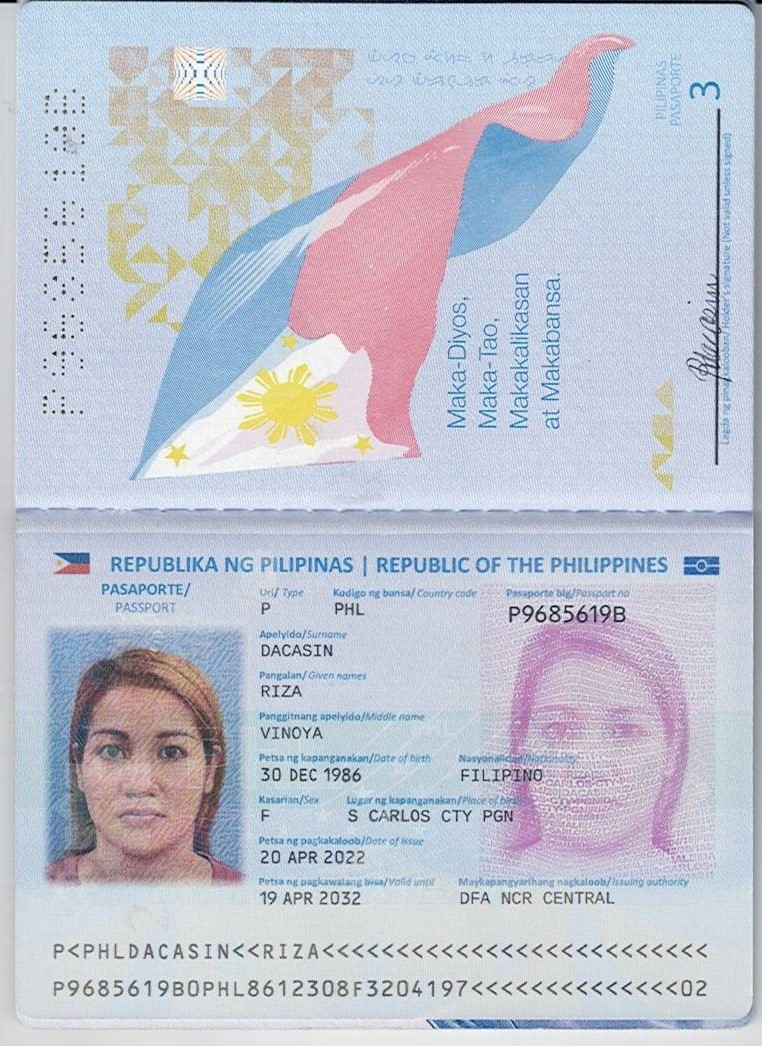 P9685619B
PILIPINAS
PASAPORTE
3
Maka-Diyos,
Maka-Tao,
Makakalikasan
at Makabansa.
REPUBLIKA NG PILIPINAS | REPUBLIC OF THE PHILIPPINES
PASAPORTE/
PASSPORT
Uri/ Type
Kodigo ng bansa/ Country code
Pasaporte blg/Passport no
P
PHL
P9685619B
Apelyido/Surname
DACASIN
Pangalan/ Given names
RIZA
Panggitnang apelyido/Middle name
VINOYA
Petsa ng kapanganakan/Date of birth
Nasyonalidad/Nationality
30 DEC 1986
FILIPINO
Kasarian/Sex
Lugar ng kapanganakan/Place of birth
F
S CARLOS CTY PGN
Petsa ng pagkakaloob/Date of issue
20 APR 2022
Petsa ng pagkawalang bisa/Valid until
Maykapangyarihang nagkaloob/Issuing authority
19 APR 2032
DFA NCR CENTRAL
P<PHLDACASIN<<RIZA<<<<<<<<<<<<<<<<<<<<<<<<<<
P9685619B0PHL8612308F3204197<<<<<<<<<<<<<<02